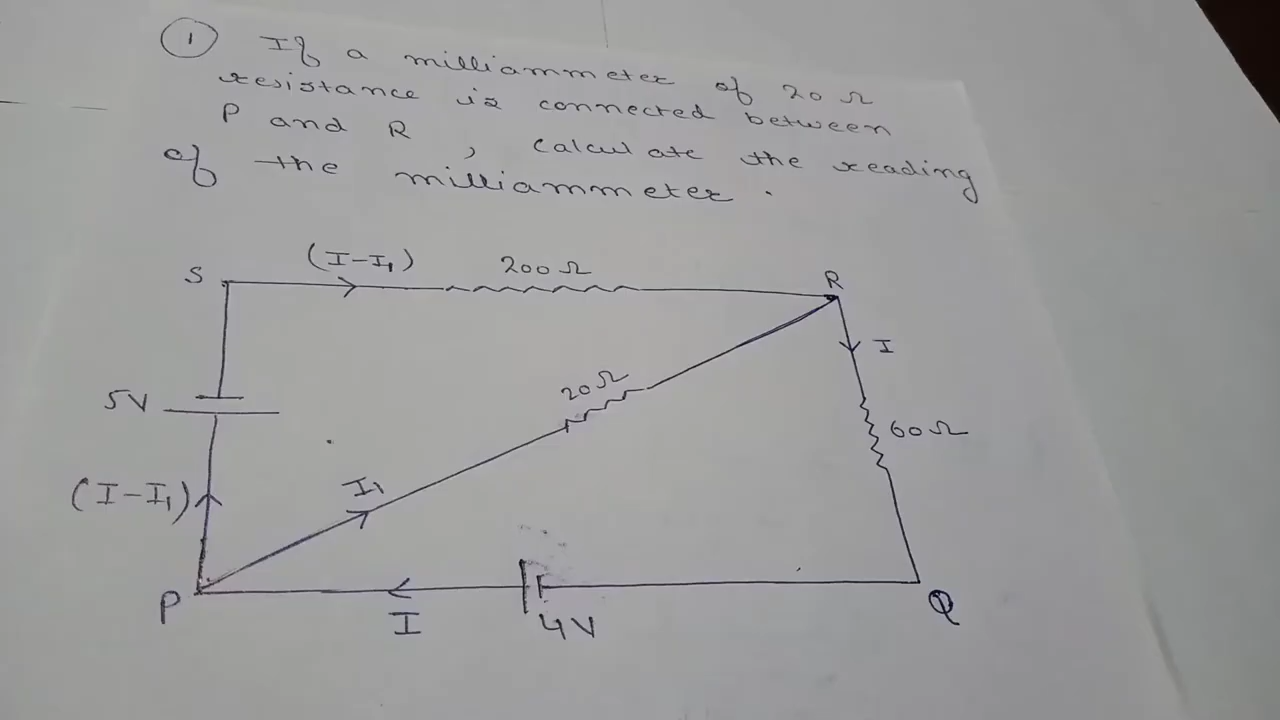 ① If a milliammeter of 20 Ω
resistance is connected between
P and R , calculate the reading
of the milliammeter .
S (I-I₁) 200 Ω R
I
20 Ω
5V
60 Ω
(I-I₁) I₁
P I 4V Q